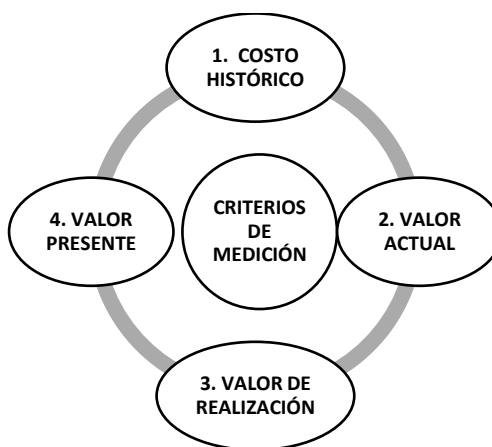 1. COSTO
HISTÓRICO
4. VALOR
PRESENTE
CRITERIOS
DE
MEDICIÓN
2. VALOR
ACTUAL
3. VALOR DE
REALIZACIÓN